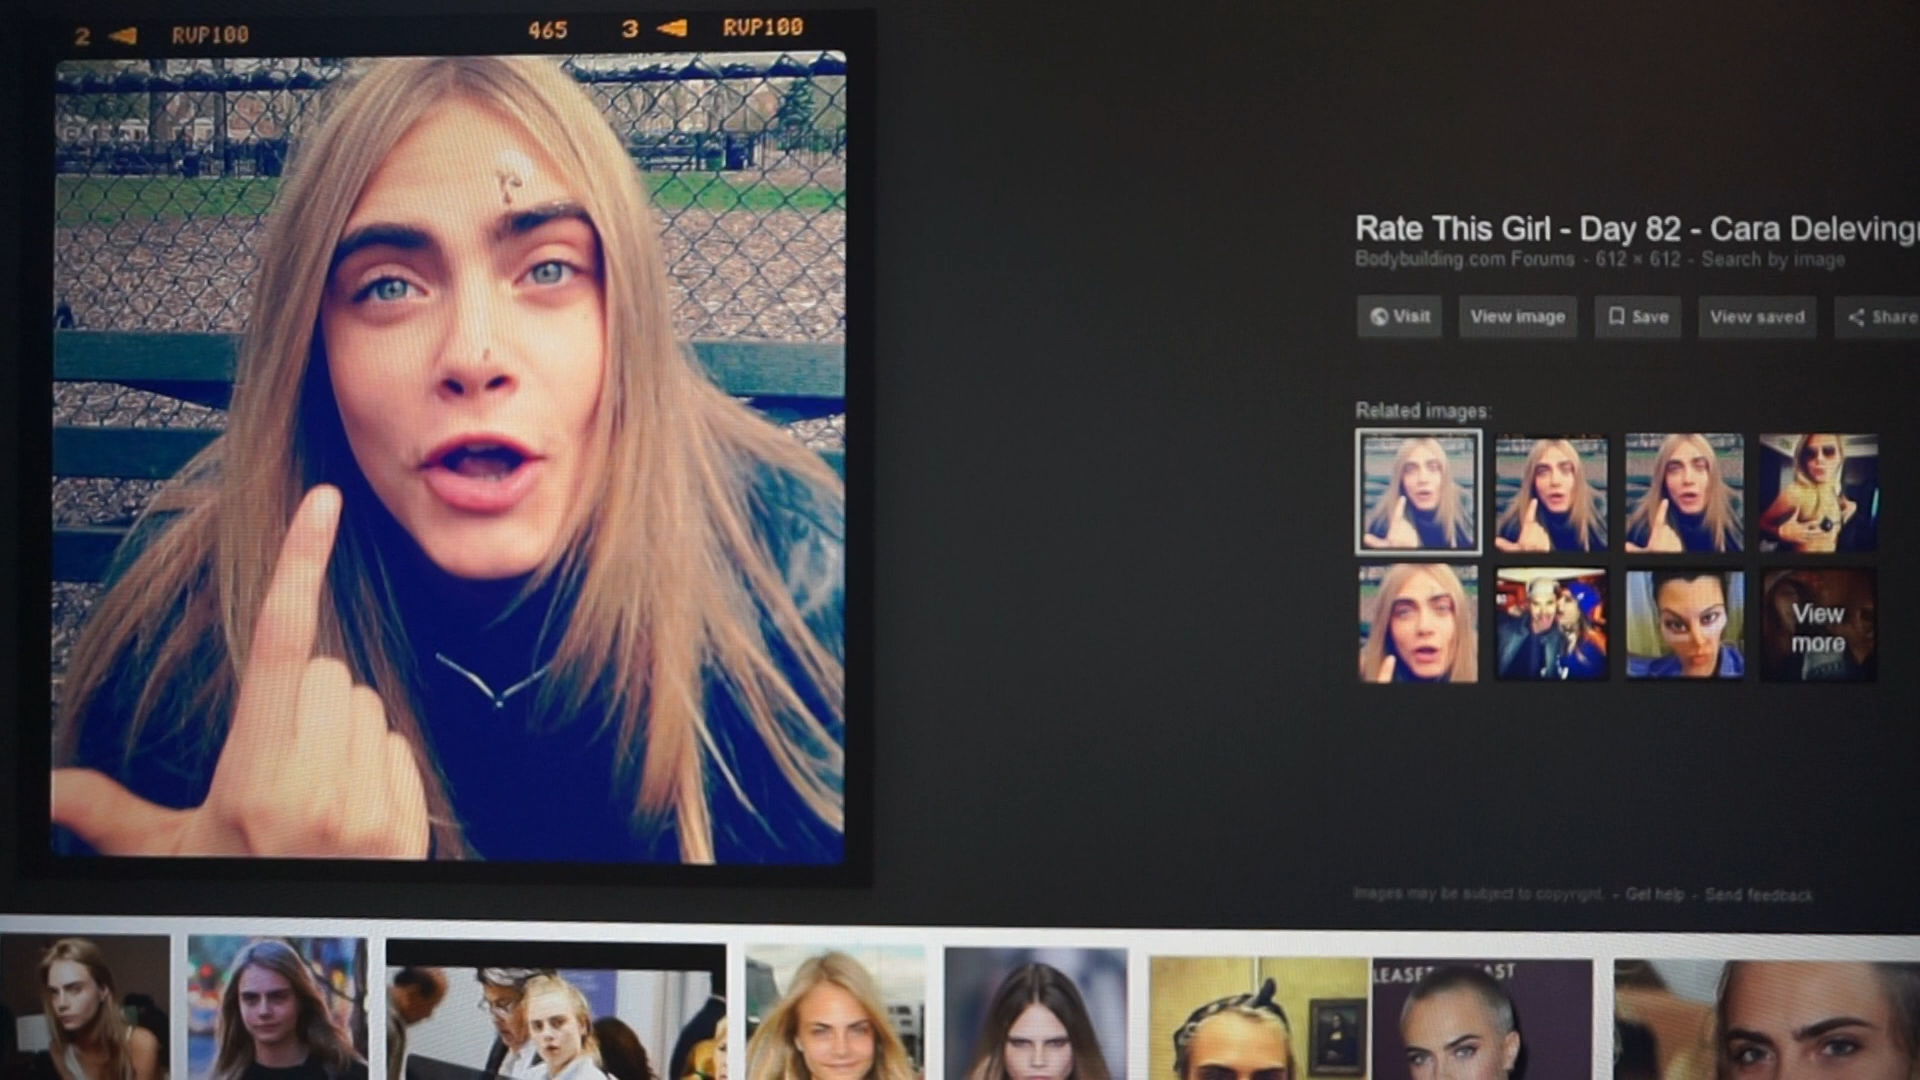 2 RVP100 465 3 RVP100
Rate This Girl - Day 82 - Cara
Bodybuilding.com Forums - 612 × 612 - Search by image
Visit View image Save View saved Share
Related images:
View
more
Images may be subject to copyright. - Get help - Send feedback